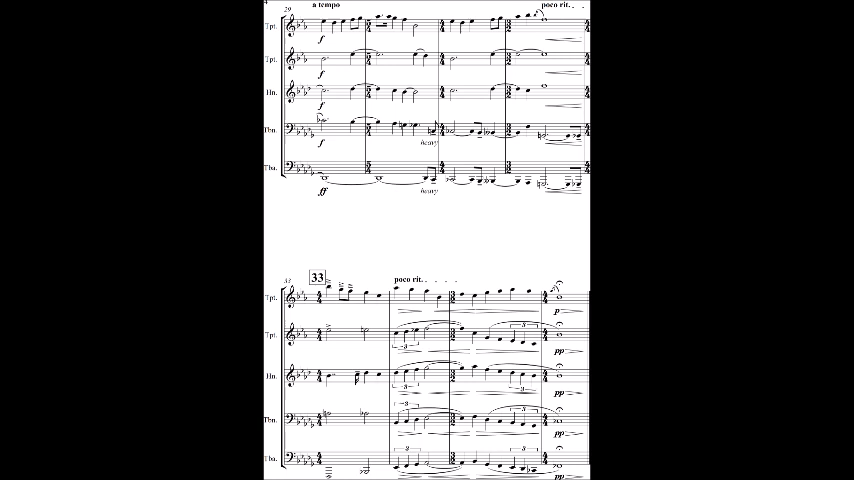 4
a tempo
poco rit.
29
Tpt.
f
Tpt.
f
Hn.
f
Tbn.
f
heavy
Tba.
ff
heavy
33
33
poco rit.
Tpt.
p
Tpt.
3
3
pp
Hn.
3
3
pp
Tbn.
3
3
pp
Tba.
3
3
pp